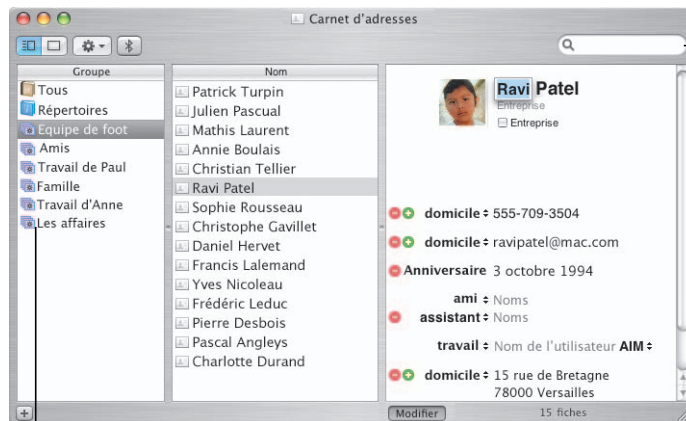 Carnet d'adresses
Groupe
Tous
Répertoires
Equipe de foot
Amis
Travail de Paul
Famille
Travail d'Anne
Les affaires
Nom
Patrick Turpin
Julien Pascual
Mathis Laurent
Annie Boulais
Christian Tellier
Ravi Patel
Sophie Rousseau
Christophe Gavillet
Daniel Hervet
Francis Lalemand
Yves Nicoleau
Frédéric Leduc
Pierre Desbois
Pascal Angleys
Charlotte Durand
Ravi Patel
Entreprise
Entreprise
domicile 555-709-3504
domicile ravipatel@mac.com
Anniversaire 3 octobre 1994
ami Noms
assistant Noms
travail Nom de l'utilisateur AIM
domicile 15 rue de Bretagne
78000 Versailles
Modifier 15 fiches